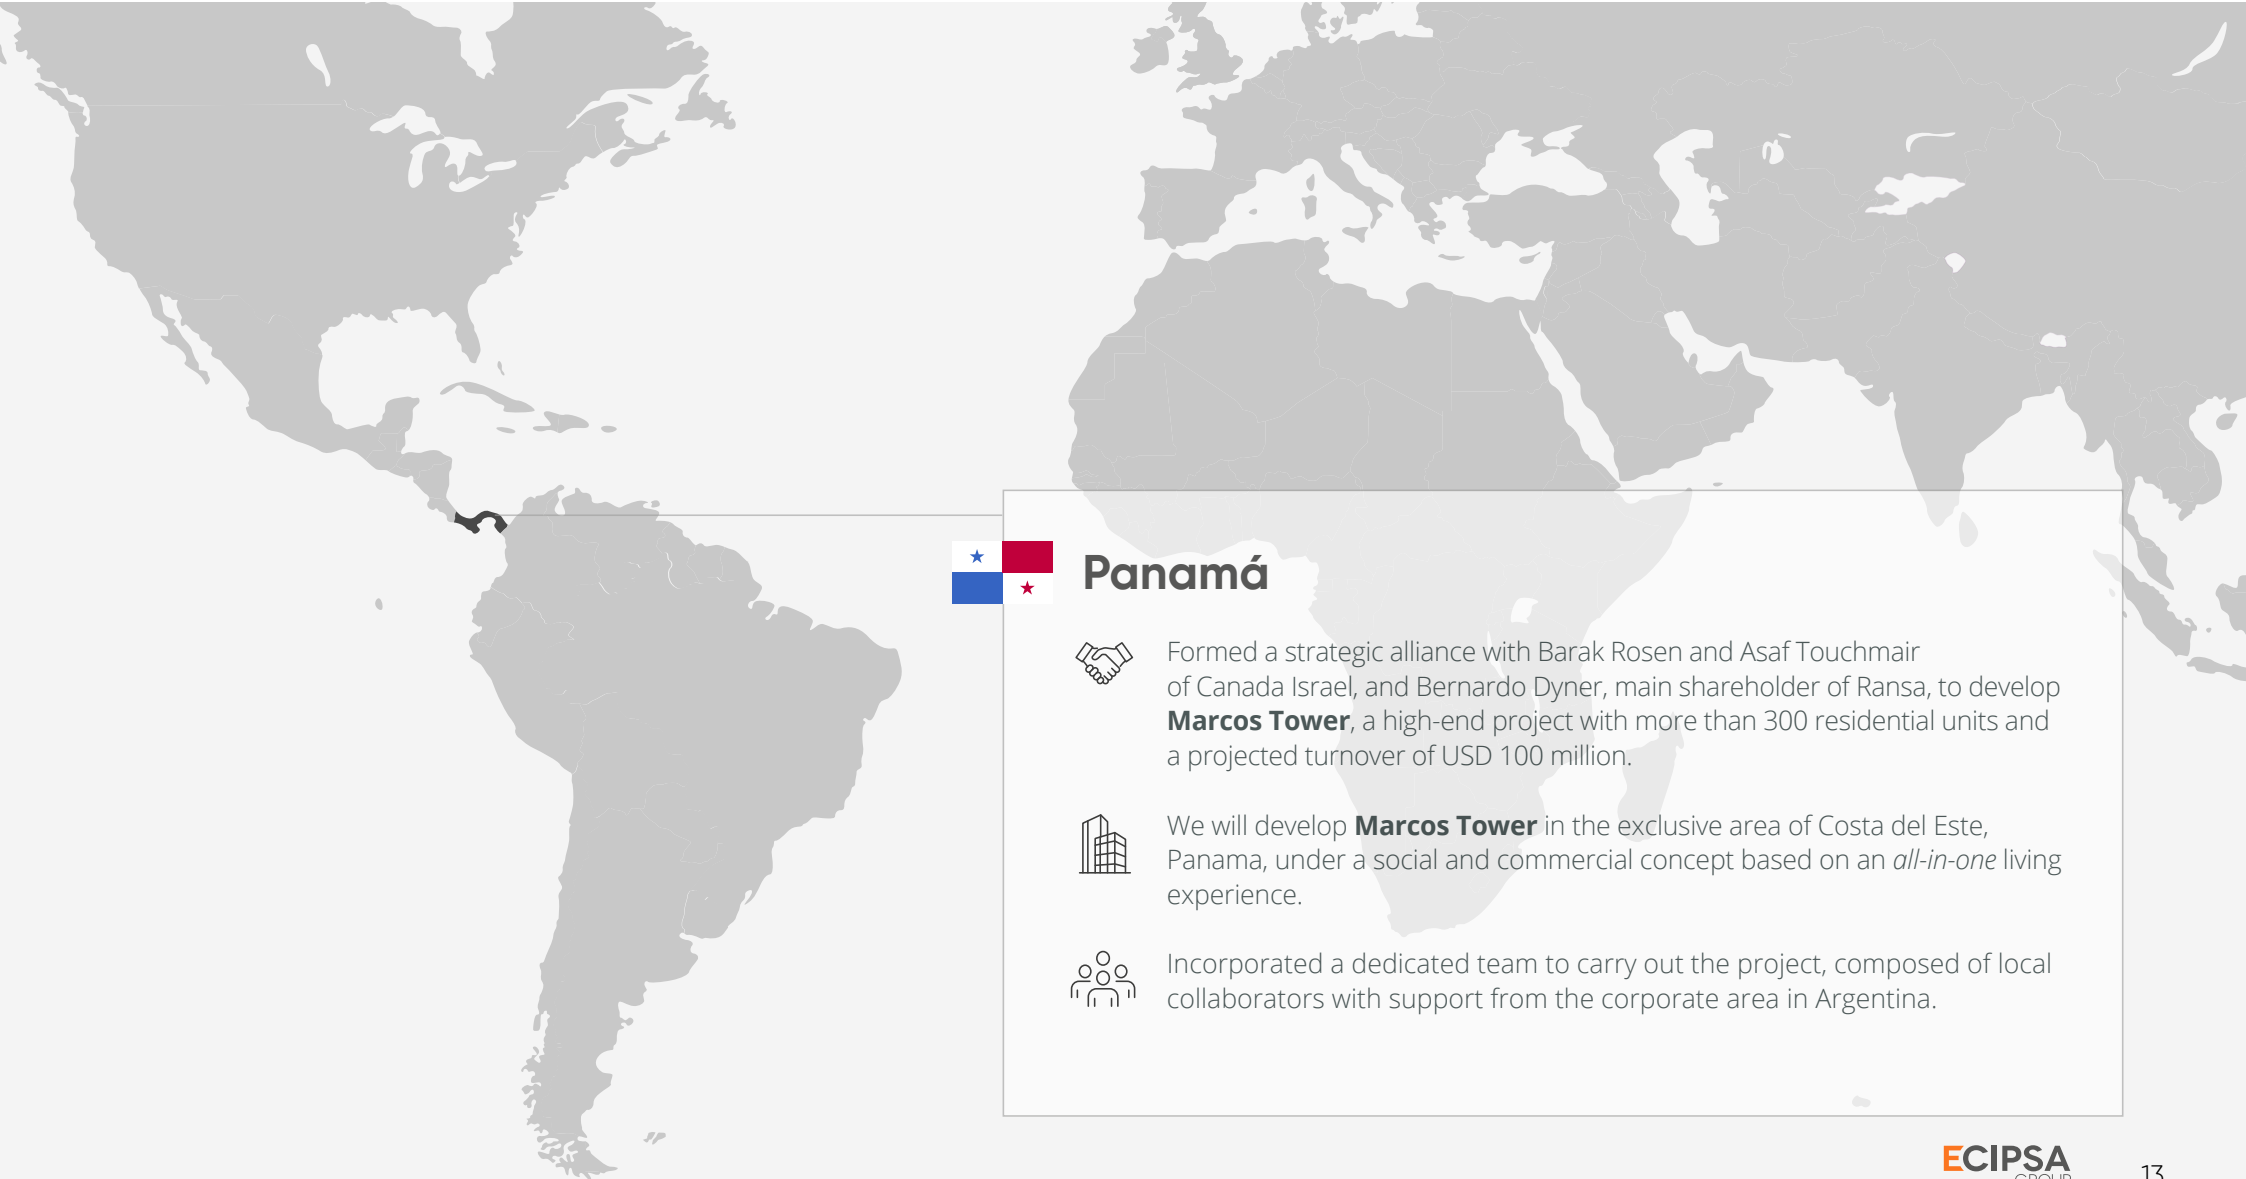 Panamá
Formed a strategic alliance with Barak Rosen and Asaf Touchmair
of Canada Israel, and Bernardo Dyner, main shareholder of Ransa, to develop
Marcos Tower, a high-end project with more than 300 residential units and
a projected turnover of USD 100 million.
We will develop Marcos Tower in the exclusive area of Costa del Este,
Panama, under a social and commercial concept based on an all-in-one living
experience.
Incorporated a dedicated team to carry out the project, composed of local
collaborators with support from the corporate area in Argentina.
ECIPSA
GROUP
13